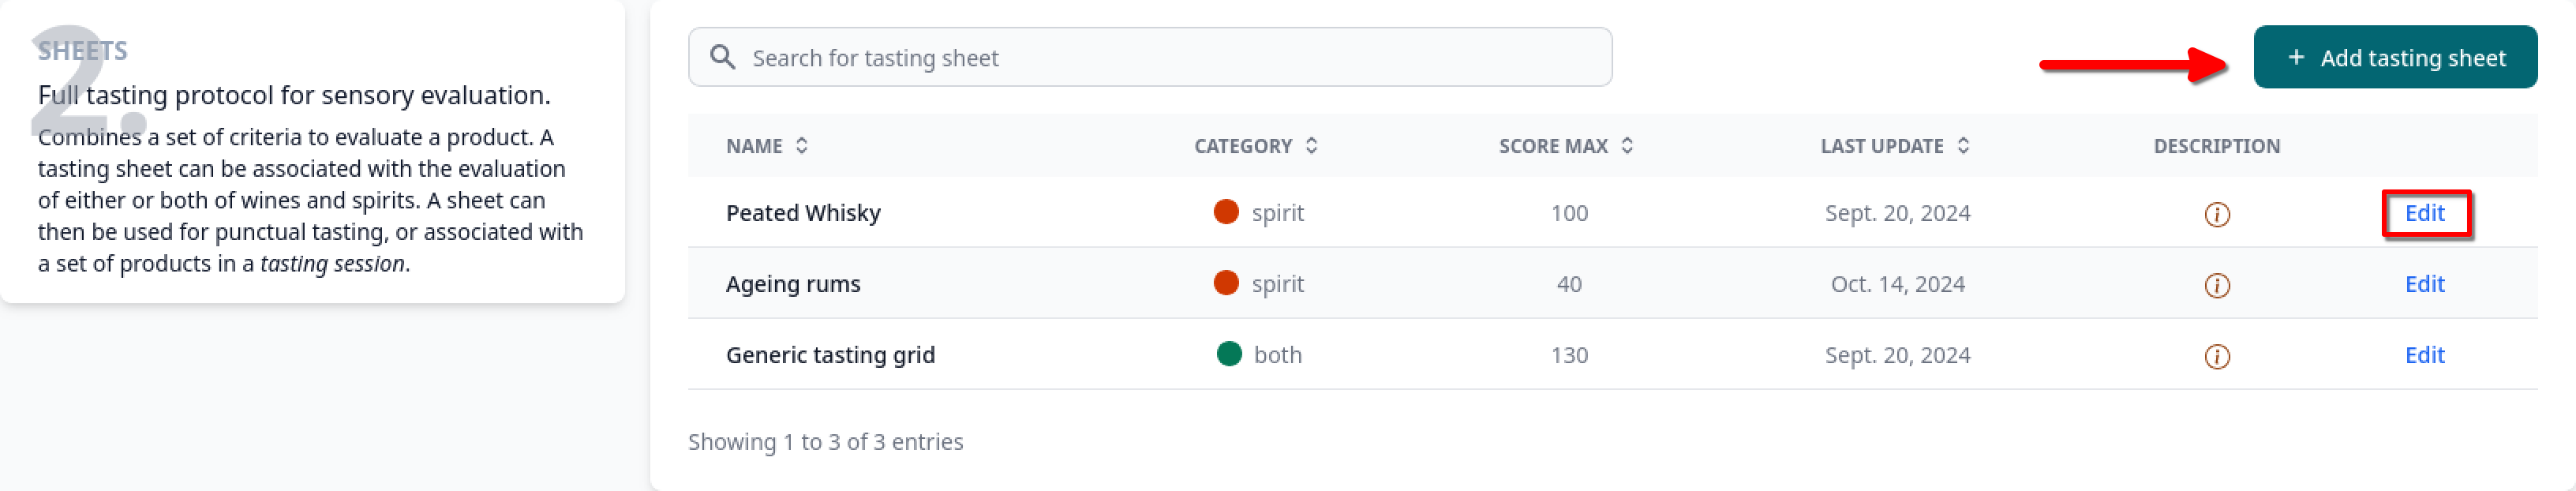 2.
SHEETS
Full tasting protocol for sensory evaluation.
Combines a set of criteria to evaluate a product. A
tasting sheet can be associated with the evaluation
of either or both of wines and spirits. A sheet can
then be used for punctual tasting, or associated with
a set of products in a tasting session.
Search for tasting sheet
+ Add tasting sheet
NAME CATEGORY SCORE MAX LAST UPDATE DESCRIPTION
Peated Whisky spirit 100 Sept. 20, 2024 Edit
Ageing rums spirit 40 Oct. 14, 2024 Edit
Generic tasting grid both 130 Sept. 20, 2024 Edit
Showing 1 to 3 of 3 entries